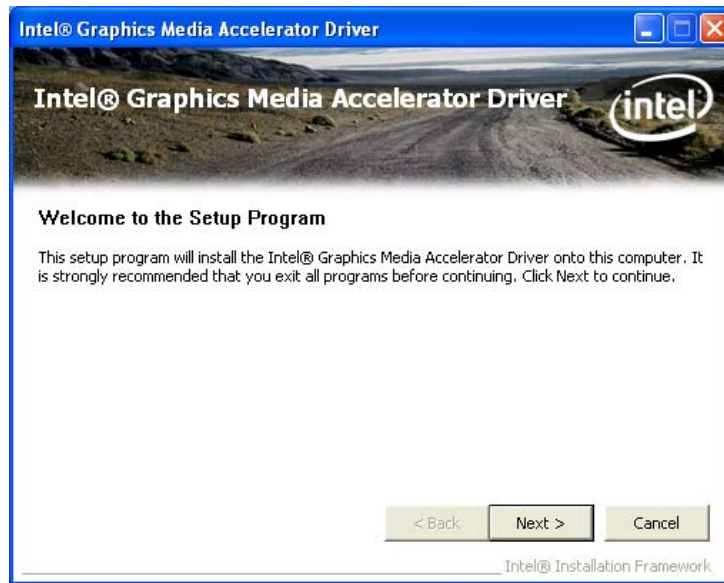 Intel® Graphics Media Accelerator Driver
Intel® Graphics Media Accelerator Driver
intel
Welcome to the Setup Program
This setup program will install the Intel® Graphics Media Accelerator Driver onto this computer. It
is strongly recommended that you exit all programs before continuing. Click Next to continue.
< Back Next > Cancel
Intel® Installation Framework